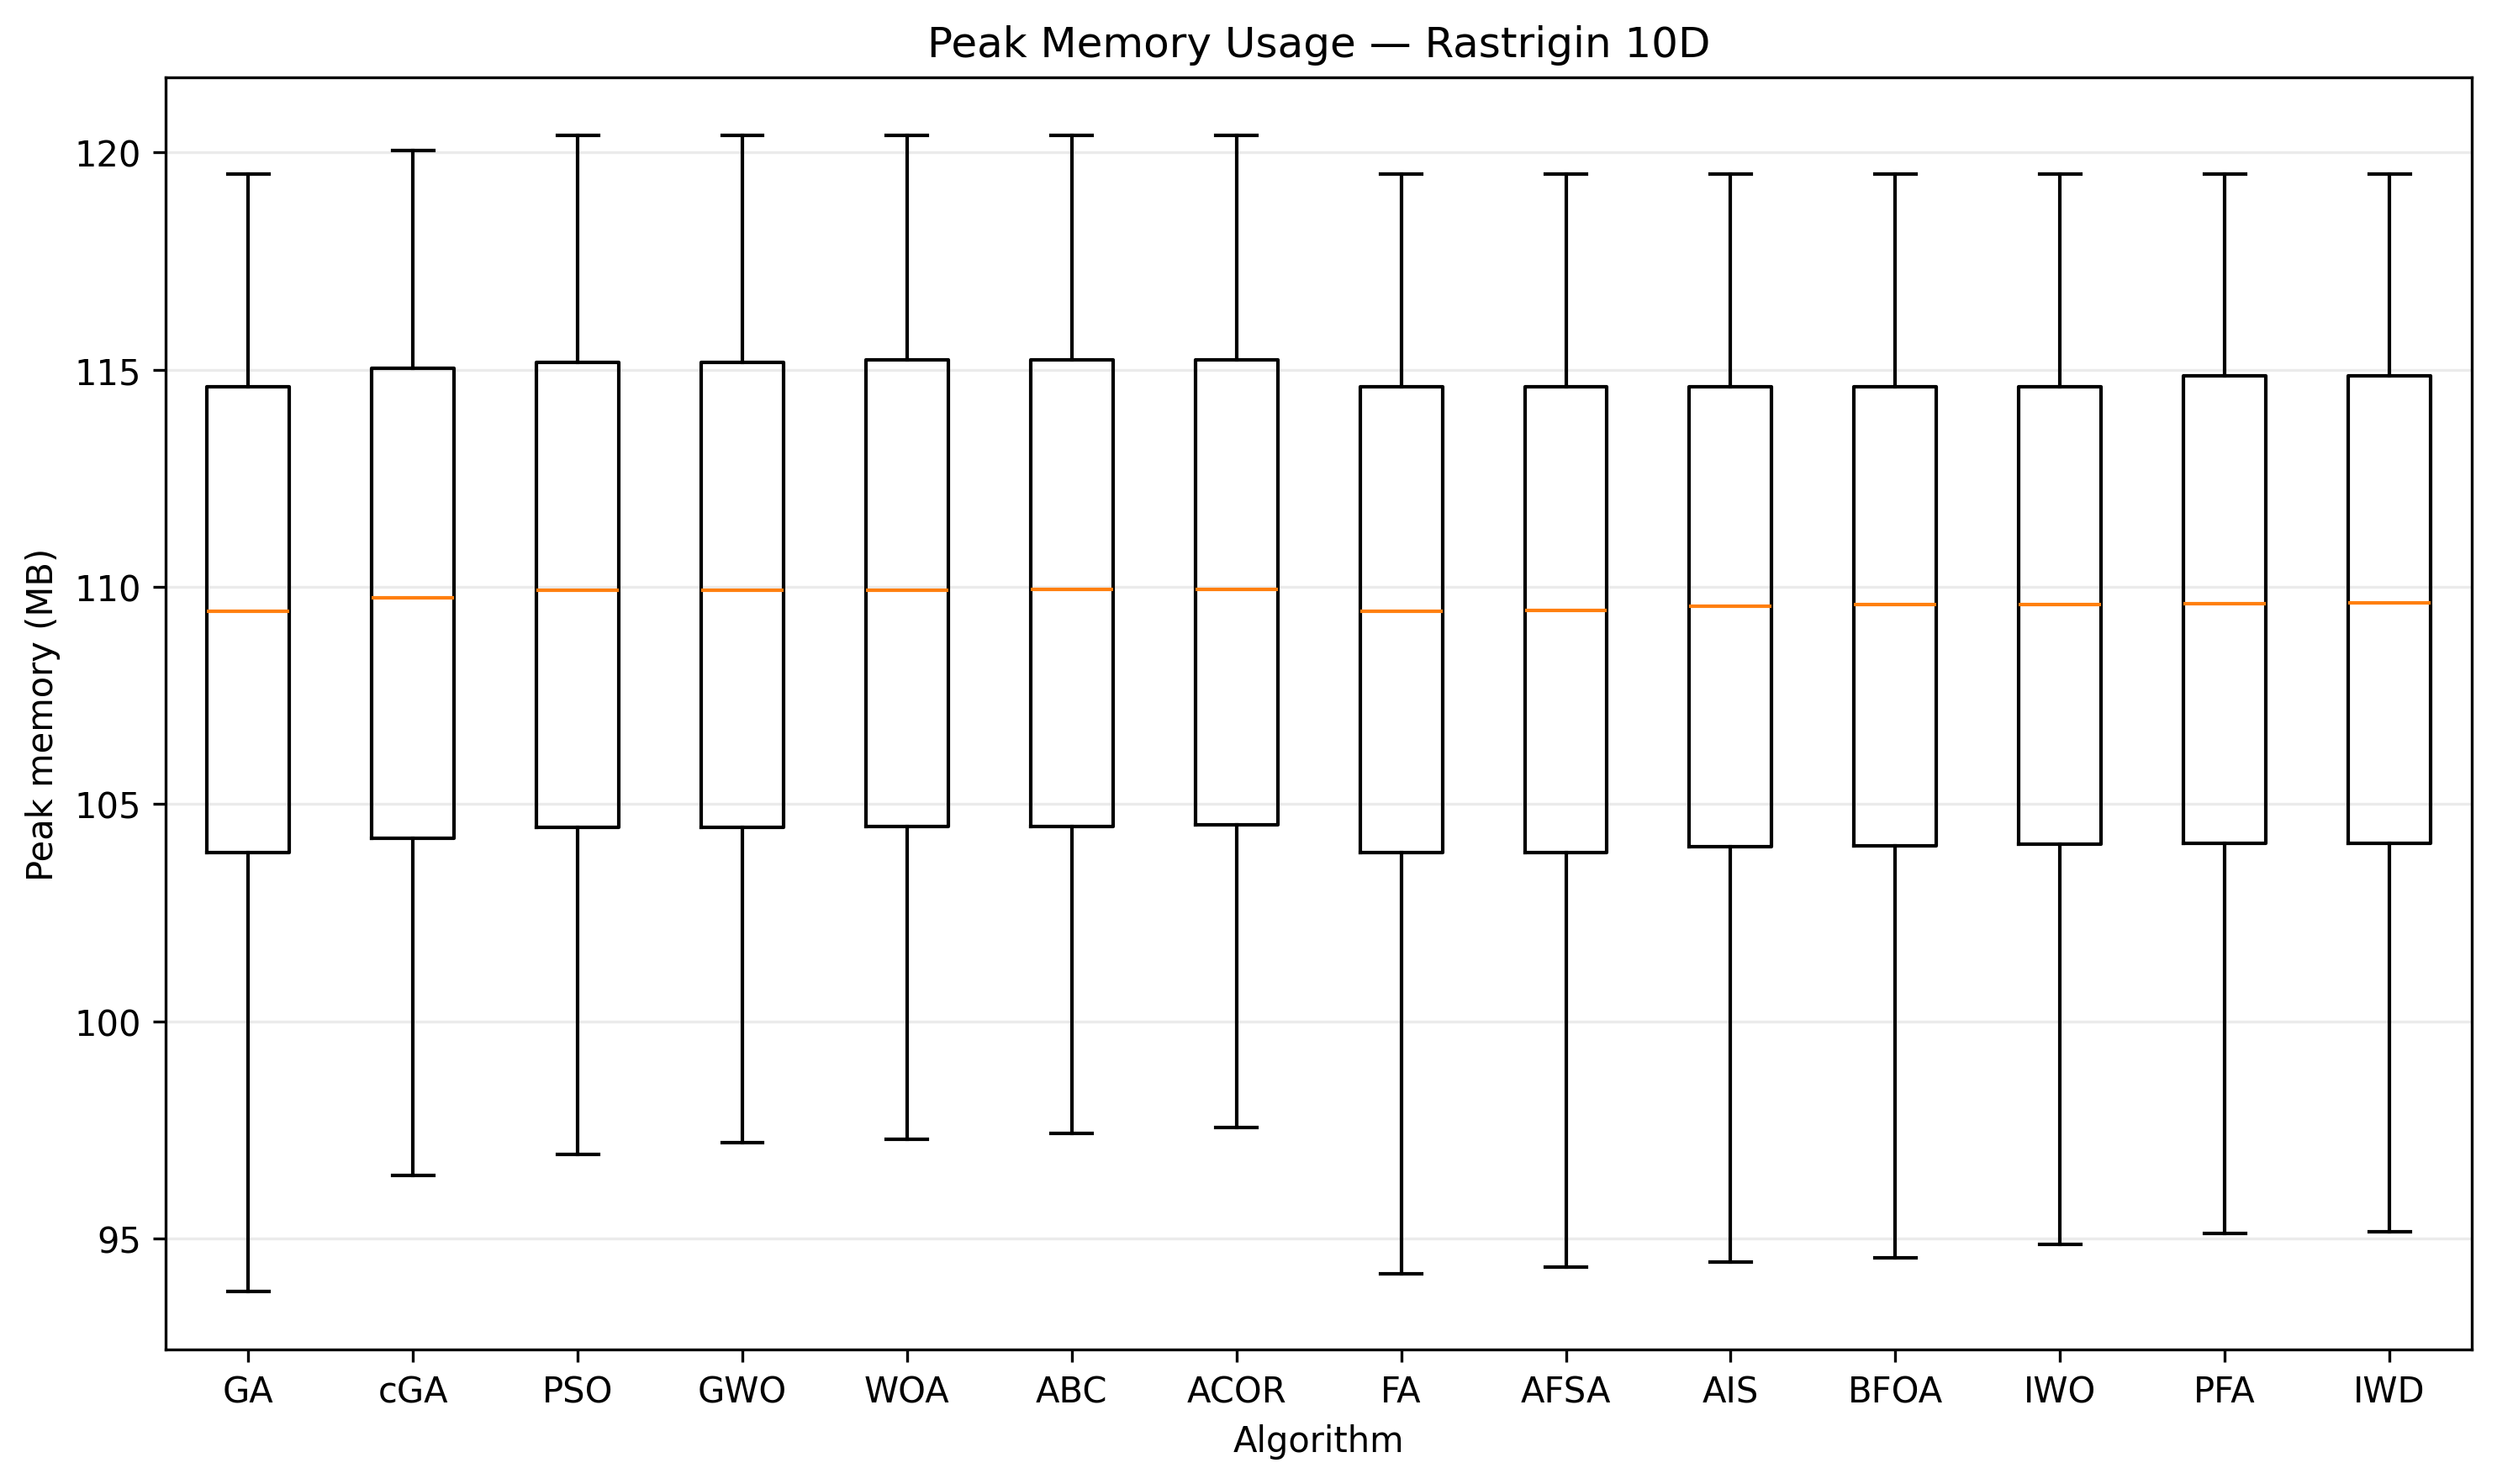 Peak Memory Usage — Rastrigin 10D
Peak memory (MB)
120
115
110
105
100
95
GA cGA PSO GWO WOA ABC ACOR FA AFSA AIS BFOA IWO PFA IWD
Algorithm